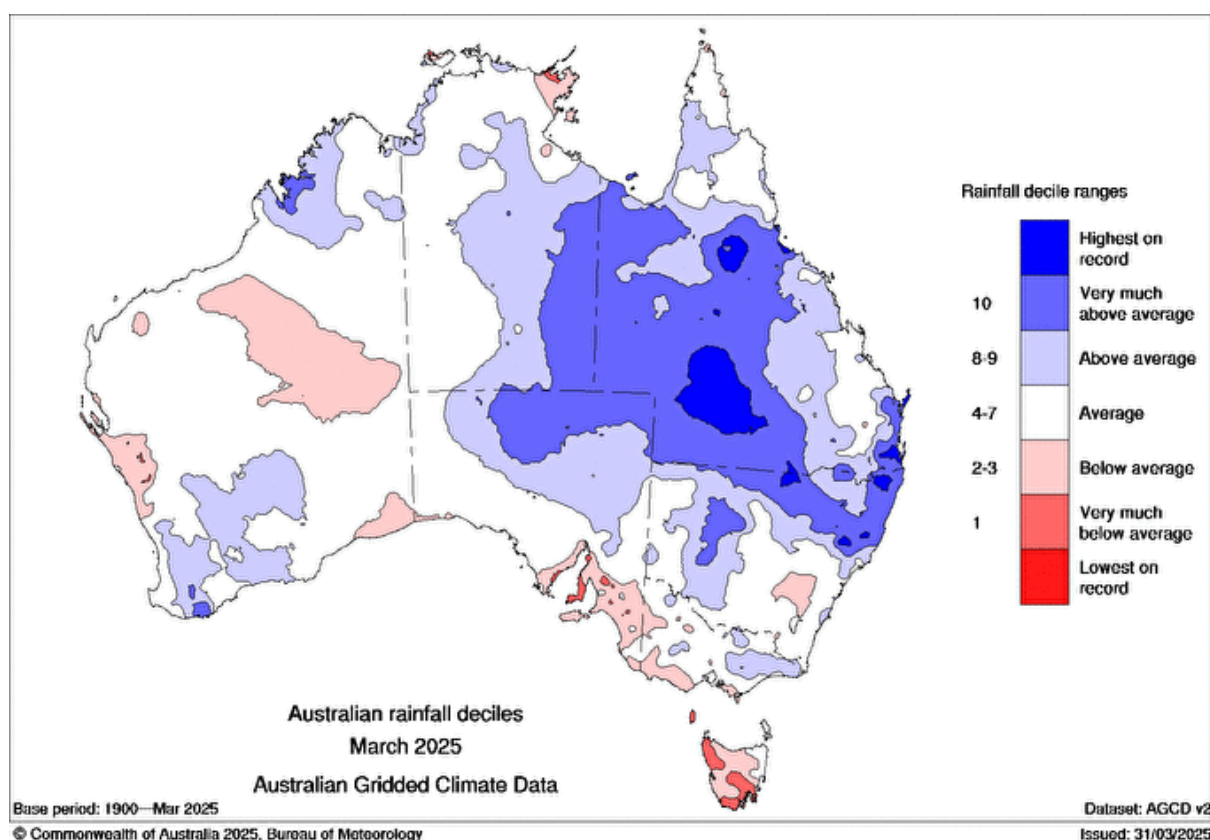 Rainfall decile ranges
Highest on
record
10
Very much
above average
8-9
Above average
4-7
Average
2-3
Below average
1
Very much
below average
Lowest on
record
Australian rainfall deciles
March 2025
Australian Gridded Climate Data
Base period: 1900—Mar 2025
Dataset: AGCD v2
© Commonwealth of Australia 2025, Bureau of Meteorology
Issued: 31/03/2025